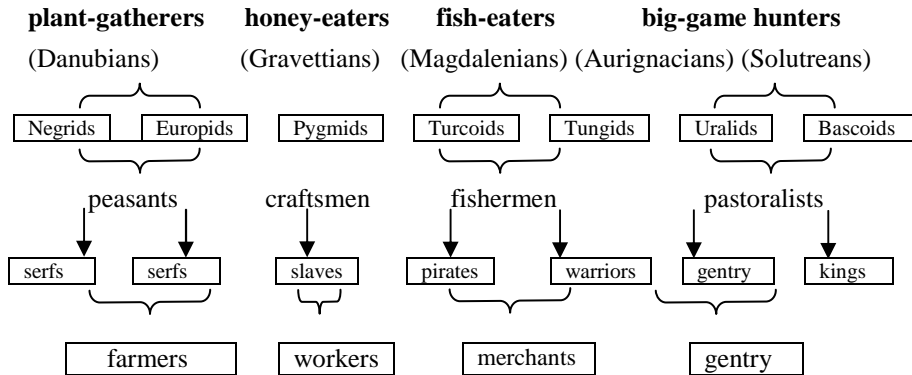 plant-gatherers honey-eaters fish-eaters big-game hunters
(Danubians) (Gravettians) (Magdalenians) (Aurignacians) (Solutreans)
Negrids Europids Pygmids Turcoids Tungids Uralids Bascoids
peasants craftsmen fishermen pastoralists
serfs serfs slaves pirates warriors gentry kings
farmers workers merchants gentry